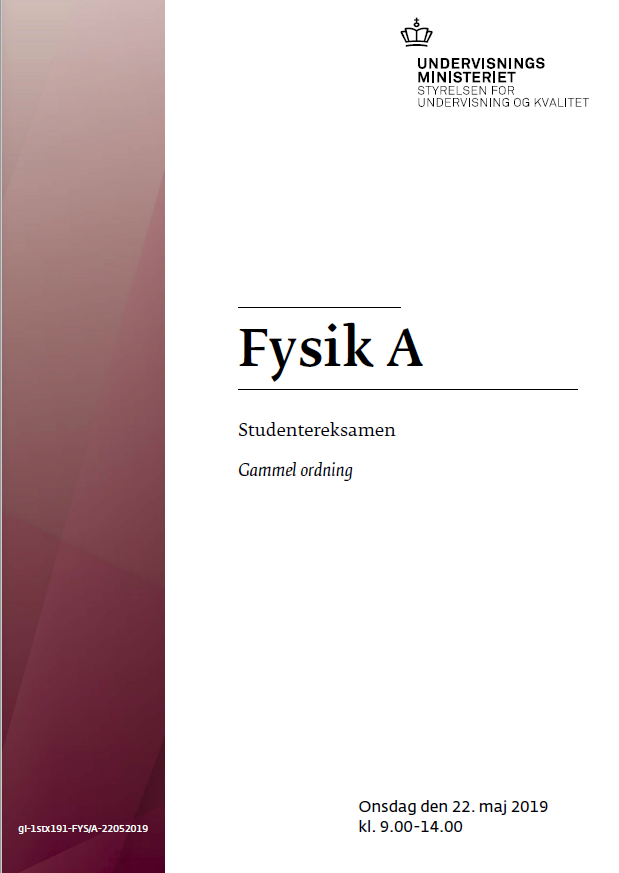 UNDERVISNINGS
MINISTERIET
STYRELSEN FOR
UNDERVISNING OG KVALITET
Fysik A
Studentereksamen
Gammel ordning
Onsdag den 22. maj 2019
kl. 9.00-14.00
gl-1stx191-FYS/A-22052019